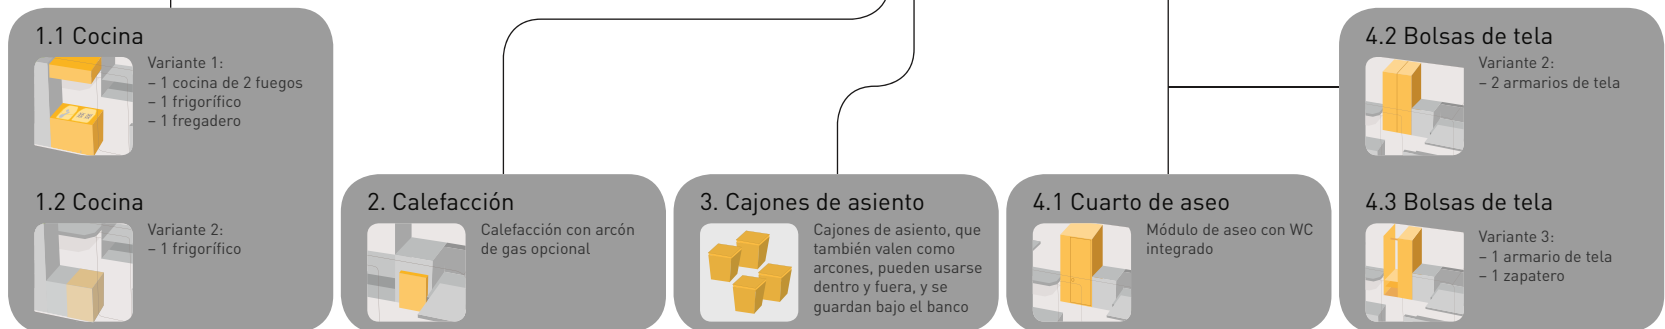 1.1 Cocina
Variante 1:
– 1 cocina de 2 fuegos
– 1 frigorífico
– 1 fregadero
1.2 Cocina
Variante 2:
– 1 frigorífico
2. Calefacción
Calefacción con arcón
de gas opcional
3. Cajones de asiento
Cajones de asiento, que
también valen como
arcones, pueden usarse
dentro y fuera, y se
guardan bajo el banco
4.1 Cuarto de aseo
Módulo de aseo con WC
integrado
4.2 Bolsas de tela
Variante 2:
– 2 armarios de tela
4.3 Bolsas de tela
Variante 3:
– 1 armario de tela
– 1 zapatero